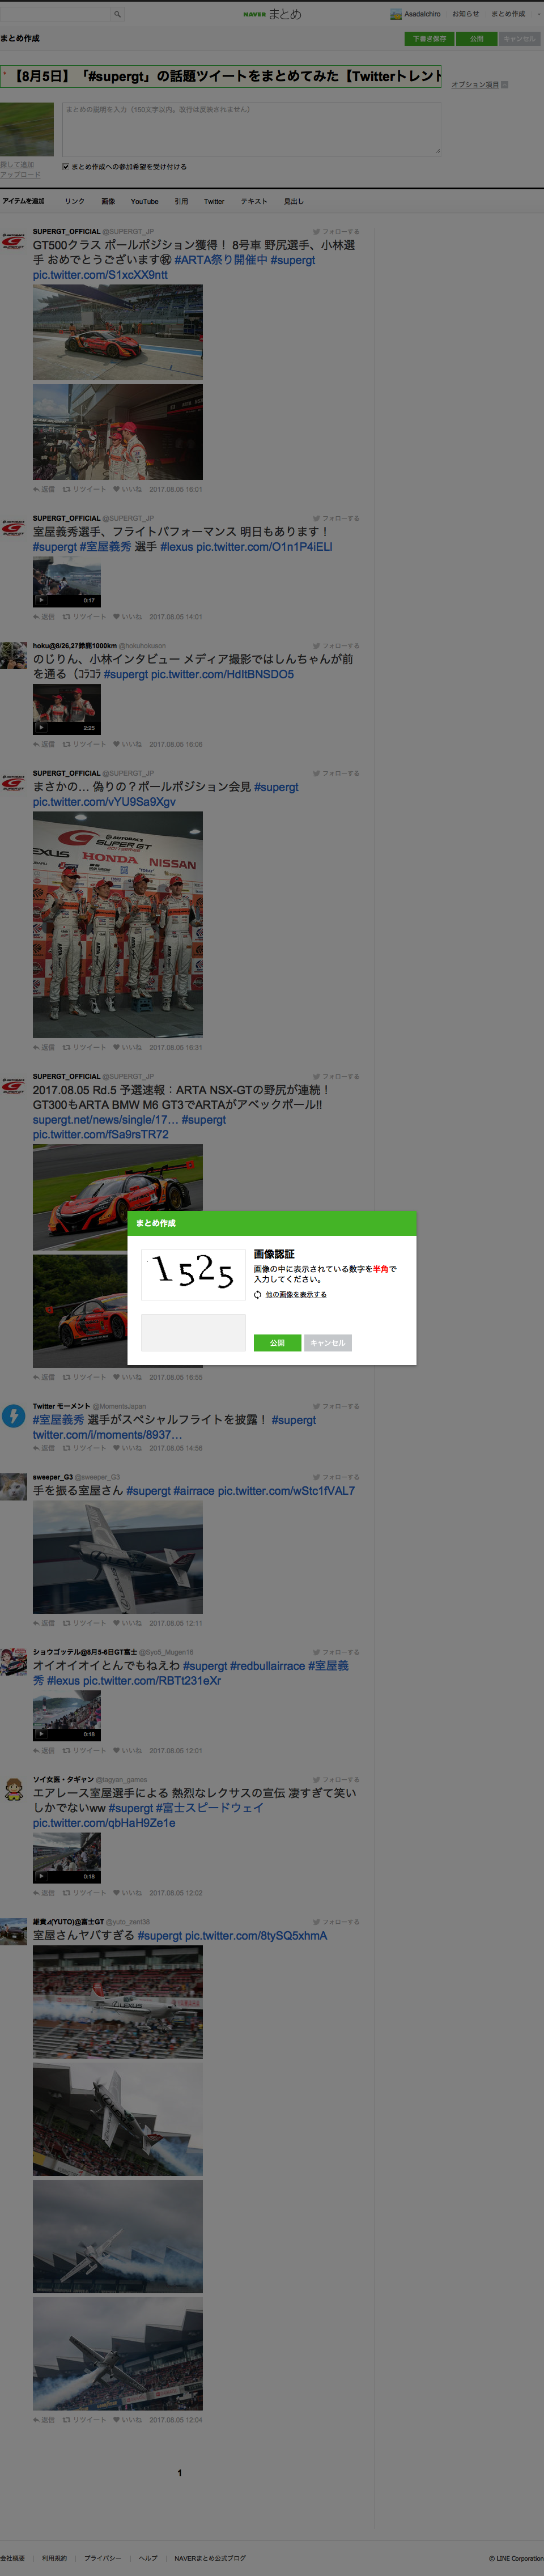 NAVER まとめ
AsadaIchiro
お知らせ
まとめ作成
まとめ作成
下書き保存
公開
キャンセル
* 【8月5日】「#supergt」の話題ツイートをまとめてみた【Twitterトレント
オプション項目
まとめの説明を入力（150文字以内。改行は反映されません）
探して追加
アップロード
まとめ作成への参加希望を受け付ける
アイテムを追加 リンク 画像 YouTube 引用 Twitter テキスト 見出し
SUPERGT_OFFICIAL @SUPERGT_JP フォローする
GT500クラス ポールポジション獲得！ 8号車 野尻選手、小林選
手 おめでとうございます㊗ #ARTA祭り開催中 #supergt
pic.twitter.com/S1xcXX9ntt
返信 リツイート いいね 2017.08.05 16:01
SUPERGT_OFFICIAL @SUPERGT_JP フォローする
室屋義秀選手、フライトパフォーマンス 明日もあります！
#supergt #室屋義秀 選手 #lexus pic.twitter.com/O1n1P4iELl
0:17
返信 リツイート いいね 2017.08.05 14:01
hoku@8/26,27鈴鹿1000km @hokuhokuson フォローする
のじりん、小林インタビュー メディア撮影ではしんちゃんが前
を通る（ｺﾗｺﾗ #supergt pic.twitter.com/HdItBNSDO5
2:25
返信 リツイート いいね 2017.08.05 16:06
SUPERGT_OFFICIAL @SUPERGT_JP フォローする
まさかの… 偽りの？ポールポジション会見 #supergt
pic.twitter.com/vYU9Sa9Xgv
AUTOBACS
SUPER GT
EXUS HONDA NISSAN
返信 リツイート いいね 2017.08.05 16:31
SUPERGT_OFFICIAL @SUPERGT_JP フォローする
2017.08.05 Rd.5 予選速報：ARTA NSX-GTの野尻が連続！
GT300もARTA BMW M6 GT3でARTAがアベックポール!!
supergt.net/news/single/17… #supergt
pic.twitter.com/fSa9rsTR72
まとめ作成
1525
画像認証
画像の中に表示されている数字を半角で
入力してください。
他の画像を表示する
公開
キャンセル
返信 リツイート いいね 2017.08.05 16:58
Twitter モーメント @MomentsJapan フォローする
#室屋義秀 選手がスペシャルフライトを披露！ #supergt
twitter.com/i/moments/8937…
返信 リツイート いいね 2017.08.05 14:56
sweeper_G3 @sweeper_G3 フォローする
手を振る室屋さん #supergt #airrace pic.twitter.com/wStc1fVAL7
返信 リツイート いいね 2017.08.05 12:11
ショウゴッテル@8月5-6日GT富士 @Syo5_Mugen16 フォローする
オイオイオイとんでもねえわ #supergt #redbullairrace #室屋義
秀 #lexus pic.twitter.com/RBTt231eXr
0:18
返信 リツイート いいね 2017.08.05 12:01
ソイ女医・タギャン @tagyan_games フォローする
エアレース室屋選手による 熱烈なレクサスの宣伝 凄すぎて笑い
しかでないww #supergt #富士スピードウェイ
pic.twitter.com/qbHaH9Ze1e
0:18
返信 リツイート いいね 2017.08.05 12:02
フォローする
室屋さんヤバすぎる #supergt pic.twitter.com/8tySQ5xhmA
LEXUS
返信 リツイート いいね 2017.08.05 12:04
1
会社概要 利用規約 プライバシー ヘルプ NAVERまとめ公式ブログ
© LINE Corporation